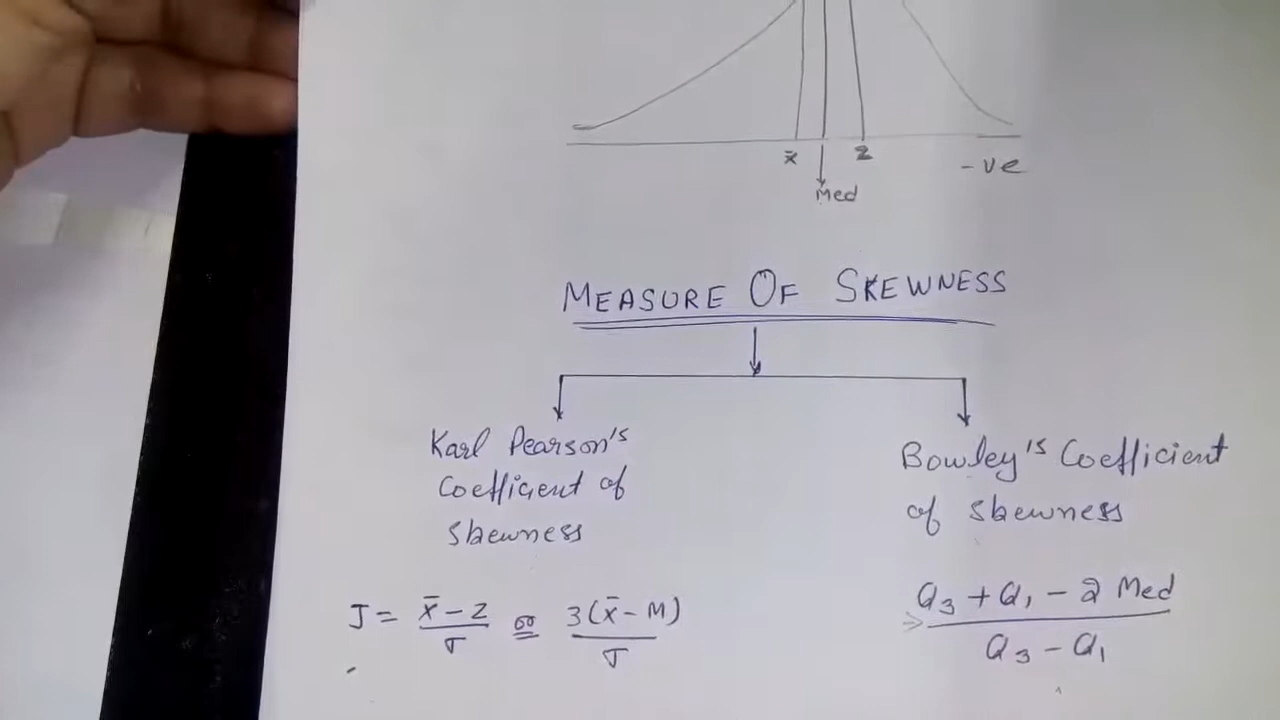 x̄ z -ve
Med
MEASURE OF SKEWNESS
Karl Pearson's
Coefficient of
Skewness
Bowley's Coefficient
of Skewness
J = x̄ - Z / σ or 3(x̄ - M) / σ
Q3 + Q1 - 2 Med / Q3 - Q1